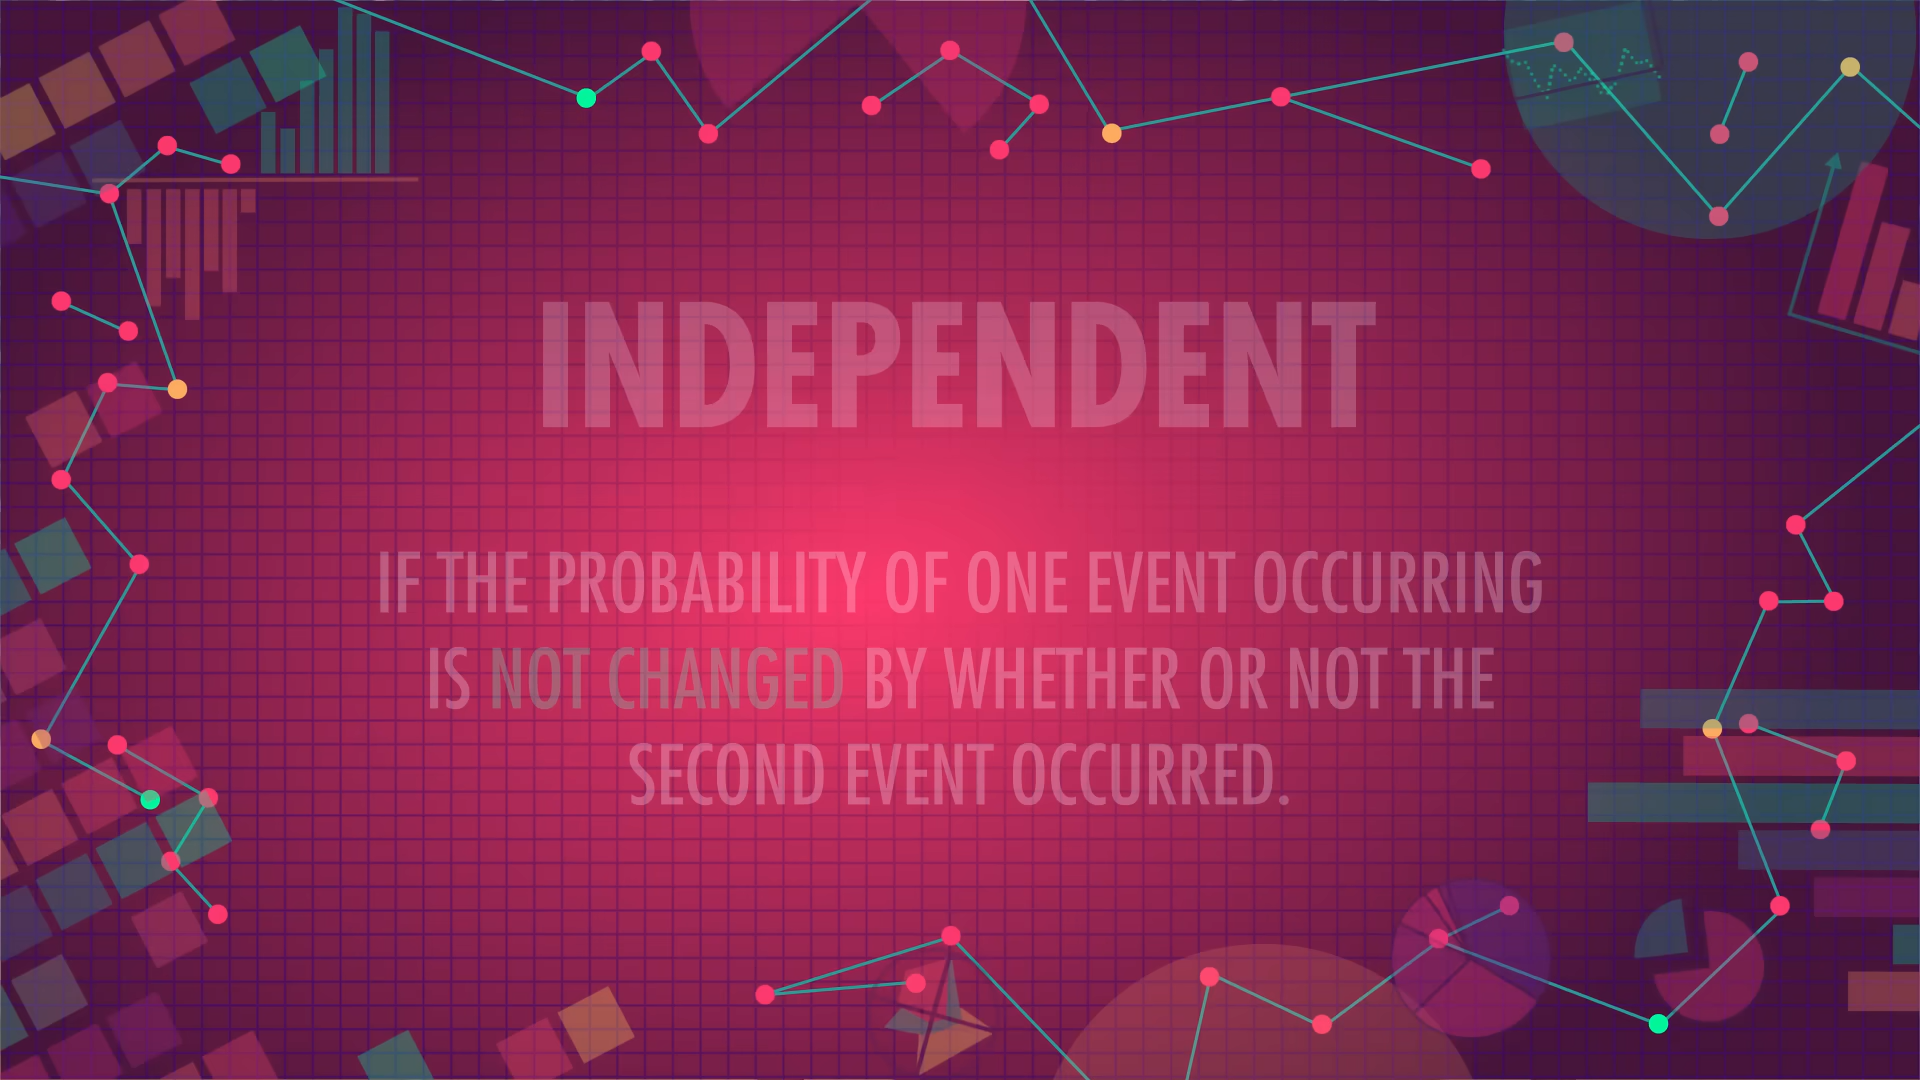 INDEPENDENT
IF THE PROBABILITY OF ONE EVENT OCCURRING
IS NOT CHANGED BY WHETHER OR NOT THE
SECOND EVENT OCCURRED.